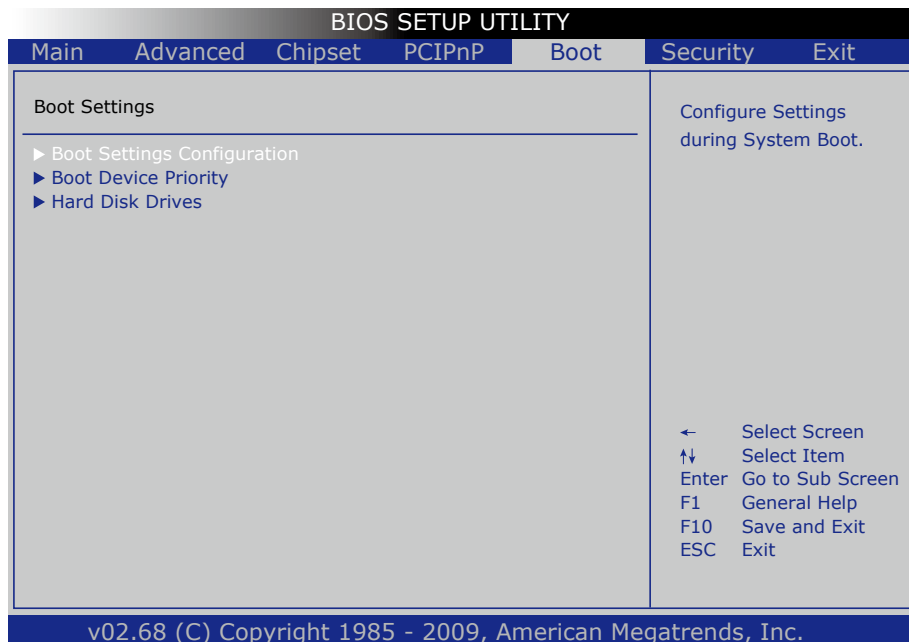 BIOS SETUP UTILITY
Main Advanced Chipset PCIPnP Boot Security Exit
Boot Settings
▶ Boot Settings Configuration
▶ Boot Device Priority
▶ Hard Disk Drives
Configure Settings
during System Boot.
← Select Screen
↑↓ Select Item
Enter Go to Sub Screen
F1 General Help
F10 Save and Exit
ESC Exit
v02.68 (C) Copyright 1985 - 2009, American Megatrends, Inc.